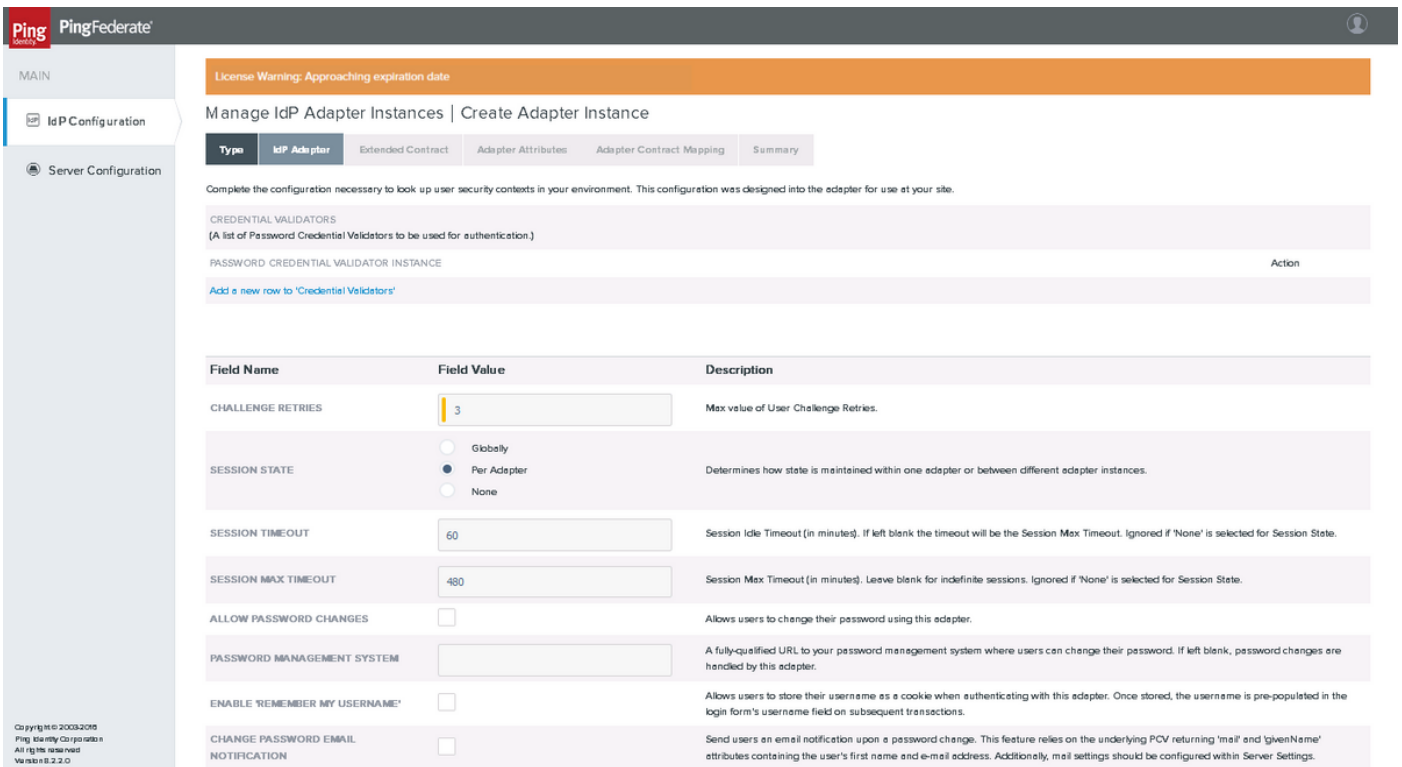 Ping
Identity
PingFederate®
MAIN
IdP Configuration
Server Configuration
License Warning: Approaching expiration date
Manage IdP Adapter Instances | Create Adapter Instance
Type IdP Adapter Extended Contract Adapter Attributes Adapter Contract Mapping Summary
Complete the configuration necessary to look up user security contexts in your environment. This configuration was designed into the adapter for use at your site.
CREDENTIAL VALIDATORS
(A list of Password Credential Validators to be used for authentication.)
PASSWORD CREDENTIAL VALIDATOR INSTANCE Action
Add a new row to 'Credential Validators'
Field Name Field Value Description
CHALLENGE RETRIES 3 Max value of User Challenge Retries.
Globally
SESSION STATE Per Adapter Determines how state is maintained within one adapter or between different adapter instances.
None
SESSION TIMEOUT 60 Session Idle Timeout (in minutes). If left blank the timeout will be the Session Max Timeout. Ignored if 'None' is selected for Session State.
SESSION MAX TIMEOUT 480 Session Max Timeout (in minutes). Leave blank for indefinite sessions. Ignored if 'None' is selected for Session State.
ALLOW PASSWORD CHANGES Allows users to change their password using this adapter.
PASSWORD MANAGEMENT SYSTEM A fully-qualified URL to your password management system where users can change their password. If left blank, password changes are
handled by this adapter.
ENABLE 'REMEMBER MY USERNAME' Allows users to store their username as a cookie when authenticating with this adapter. Once stored, the username is pre-populated in the
login form's username field on subsequent transactions.
CHANGE PASSWORD EMAIL Send users an email notification upon a password change. This feature relies on the underlying PCV returning 'mail' and 'givenName'
NOTIFICATION attributes containing the user's first name and e-mail address. Additionally, mail settings should be configured within Server Settings.
Copyright © 2003-2016
Ping Identity Corporation
All rights reserved
Version 8.2.2.0